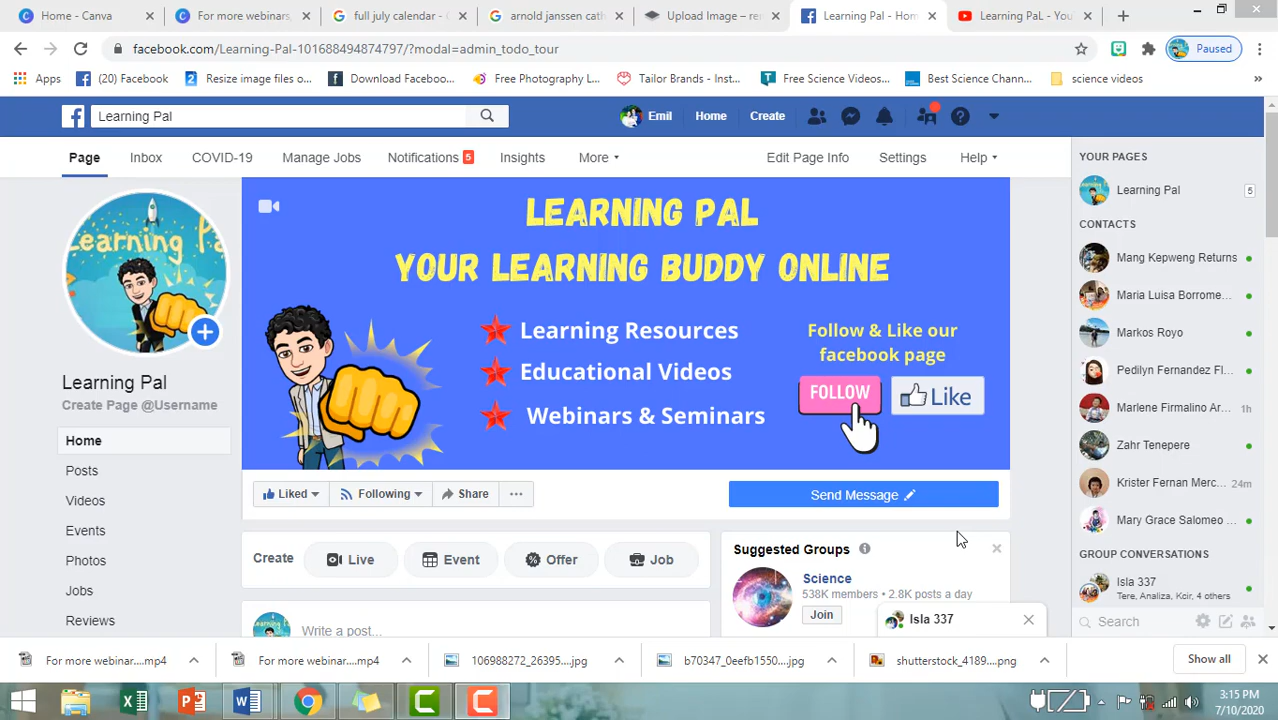 Home - Canva
For more webinars,
full july calendar - G
arnold janssen cath
Upload Image – re
Learning Pal - Hom
Learning PaL - You
facebook.com/Learning-Pal-101688494874797/?modal=admin_todo_tour
Paused
Apps
(20) Facebook
Resize image files o...
Download Faceboo...
Free Photography L...
Tailor Brands - Inst...
Free Science Videos...
Best Science Chann...
science videos
Learning Pal
Emil
Home
Create
Page
Inbox
COVID-19
Manage Jobs
Notifications 5
Insights
More
Edit Page Info
Settings
Help
Learning Pal
LEARNING PAL
YOUR LEARNING BUDDY ONLINE
Learning Resources
Educational Videos
Webinars & Seminars
Follow & Like our
facebook page
FOLLOW
Like
Learning Pal
Create Page @Username
Home
Posts
Videos
Events
Photos
Jobs
Reviews
Liked
Following
Share
Send Message
Create
Live
Event
Offer
Job
Write a post...
Suggested Groups
Science
538K members • 2.8K posts a day
Join
Isla 337
YOUR PAGES
Learning Pal 5
CONTACTS
Mang Kepweng Returns
Maria Luisa Borrome...
Markos Royo
Pedilyn Fernandez Fl...
Marlene Firmalino Ar... 1h
Zahr Tenepere
Krister Fernan Merc... 24m
Mary Grace Salomeo ...
GROUP CONVERSATIONS
Isla 337
Tere, Analiza, Kcir, 4 others
Search
For more webinar....mp4
For more webinar....mp4
106988272_26395....jpg
b70347_0eefb1550....jpg
shutterstock_4189....png
Show all
3:15 PM
7/10/2020